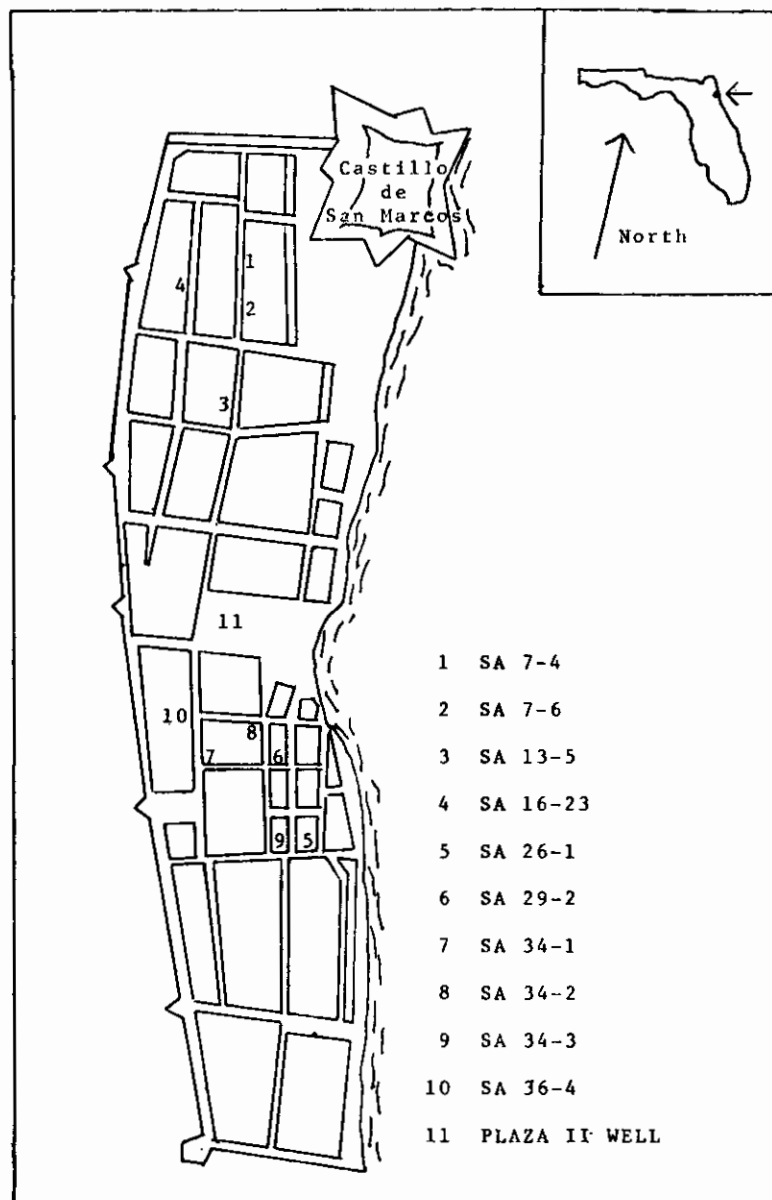 Castillo
de
San Marcos
North
1
4
2
3
11
10
8
7
6
9
5
1 SA 7-4
2 SA 7-6
3 SA 13-5
4 SA 16-23
5 SA 26-1
6 SA 29-2
7 SA 34-1
8 SA 34-2
9 SA 34-3
10 SA 36-4
11 PLAZA II WELL